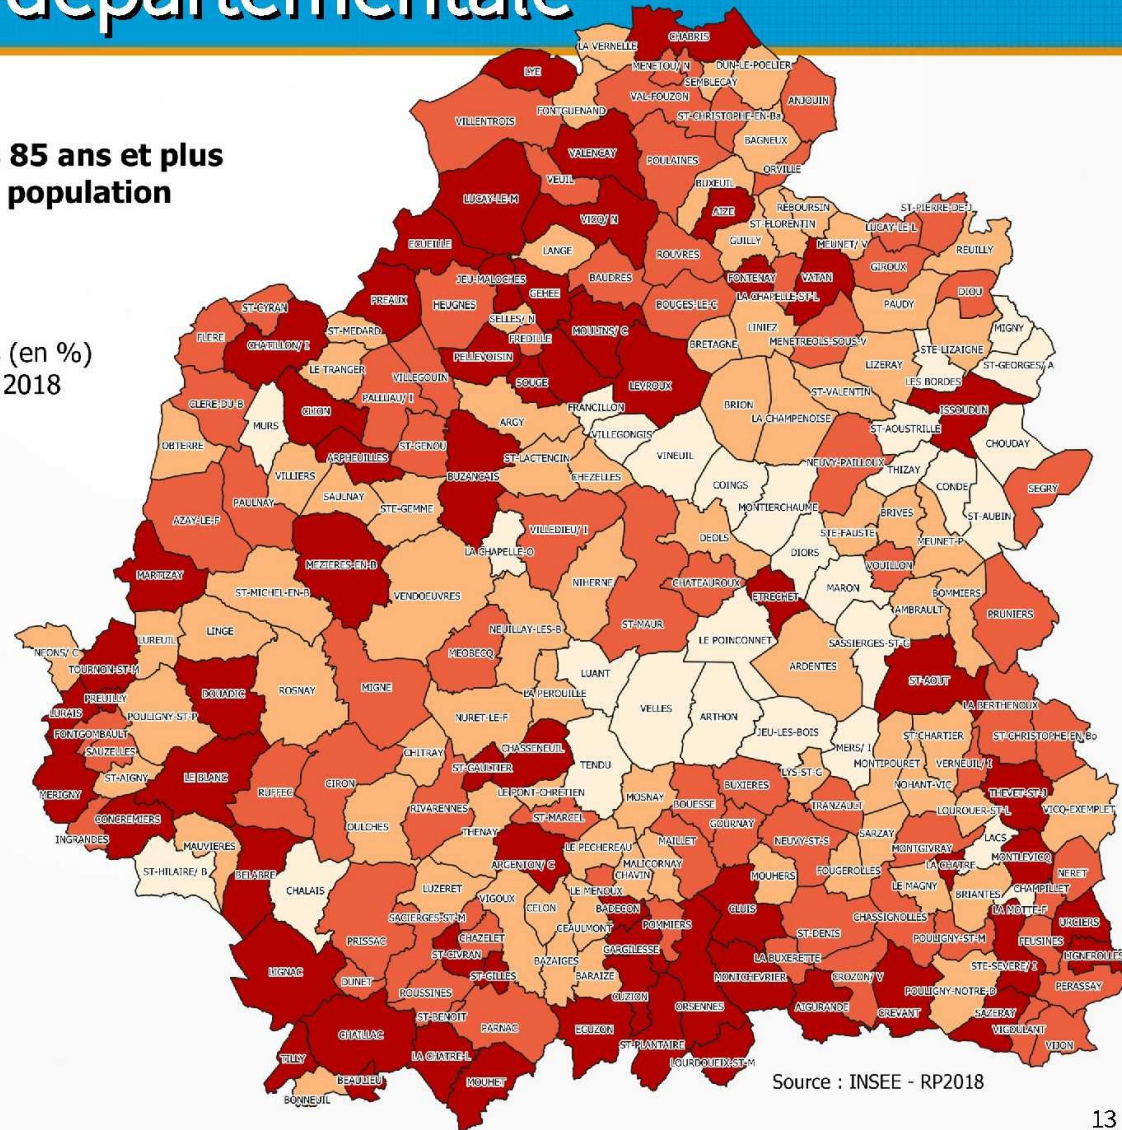 départementale
85 ans et plus
population
(en %)
2018
CHABRIS
LA VERNELLE
MENETOU/ N
DUN-LE-POELIER
LYE
SEMBLECAY
VAL-FOUZON
ANJOUIN
FONTGUENAND
VILLENTROIS
ST-CHRISTOPHE-EN-Ba
BAGNEUX
VALENCAY
POULAINES
ORVILLE
VEUIL
BUXEUIL
LUCAY-LE-M
AIZE
REBOURSIN
ST-PIERRE-DE-J
VICQ/ N
ST-FLORENTIN
LUCAY-LE-L
ECUEILLE
GUILLY
MEUNET/ V
REUILLY
LANGE
ROUVRES
GIROUX
JEU-MALOCHES
BAUDRES
FONTENAY
VATAN
DIOU
PREAUX
HEUGNES
GEHEE
BOUGES-LE-C
LA CHAPELLE-ST-L
PAUDY
ST-CYRAN
SELLES/ N
MOULINS/ C
LINIEZ
MIGNY
FLERE
ST-MEDARD
FREDILLE
BRETAGNE
MENETREOLS-SOUS-V
STE-LIZAIGNE
CHATILLON/ I
PELLEVOISIN
LIZERAY
ST-GEORGES/ A
LE TRANGER
VILLEGOUIN
SOUGE
LEVROUX
LES BORDES
CLERE-DU-B
PALLUAU/ I
ST-VALENTIN
CLION
FRANCILLON
BRION
ISSOUDUN
MURS
ARGY
LA CHAMPENOISE
ST-AOUSTRILLE
OBTERRE
ST-GENOU
VILLEGONGIS
CHOUDAY
ARPHEUILLES
ST-LACTENCIN
VINEUIL
NEUVY-PAILLOUX
THIZAY
VILLIERS
BUZANCAIS
CHEZELLES
COINGS
CONDE
SEGRY
PAULNAY
SAULNAY
STE-GEMME
MONTIERCHAUME
BRIVES
ST-AUBIN
AZAY-LE-F
VILLEDIEU/ I
DEOLS
STE-FAUSTE
MEUNET-P
LA CHAPELLE-O
DIORS
VOUILLON
MARTIZAY
MEZIERES-EN-B
NIHERNE
CHATEAUROUX
MARON
ST-MICHEL-EN-B
VENDOEUVRES
ETRECHET
BOMMIERS
AMBRAULT
PRUNIERS
LINGE
NEUILLAY-LES-B
ST-MAUR
LUREUIL
LE POINCONNET
SASSIERGES-ST-G
NEONS/ C
MEOBECQ
TOURNON-ST-M
LUANT
ARDENTES
ST-AOUT
PREUILLY
DOUADIC
ROSNAY
MIGNE
LA PEROUILLE
LA BERTHENOUX
LURAIS
POULIGNY-ST-P
NURET-LE-F
VELLES
ARTHON
FONTGOMBAULT
JEU-LES-BOIS
ST-CHARTIER
ST-CHRISTOPHE-EN-Bo
SAUZELLES
CHITRAY
CHASSENEUIL
MERS/ I
MONTIPOURET
VERNEUIL/ I
ST-AIGNY
LE BLANC
ST-GAULTIER
TENDU
LYS-ST-G
MERIGNY
RUFFEC
CIRON
LE PONT-CHRETIEN
BUXIERES
NOHANT-VIC
THEVET-ST-J
MOSNAY
BOUESSE
TRANZAULT
LOUROUER-ST-L
VICQ-EXEMPLET
CONCREMIERS
RIVARENNES
ST-MARCEL
GOURNAY
OULCHES
THENAY
SARZAY
LACS
INGRANDES
MAUVIERES
LE PECHEREAU
MAILLET
NEUVY-ST-S
MONTGIVRAY
MONTLEVICQ
ST-HILAIRE/ B
BELABRE
ARGENTON/ C
MALICORNAY
LA CHATRE
NERET
CHALAIS
CHAVIN
MOUHERS
FOUGEROLLES
LUZERET
LE MENOUX
LE MAGNY
BRIANTES
CHAMPILLET
VIGOUX
CELON
BADECON
CLUIS
LA MOTTE-F
SACIERGES-ST-M
CEAULMONT
POMMIERS
CHASSIGNOLLES
URCIERS
PRISSAC
CHAZELET
ST-DENIS
POULIGNY-ST-M
FEUSINES
ST-CIVRAN
GARGILESSE
LIGNEROLLES
LIGNAC
BAZAIGES
LA BUXERETTE
STE-SEVERE/ I
DUNET
ST-GILLES
BARAIZE
MONTCHEVRIER
CROZON/ V
PERASSAY
ROUSSINES
CUZION
ORSENNES
POULIGNY-NOTRE-D
ST-BENOIT
AIGURANDE
CREVANT
SAZERAY
CHAILLAC
PARNAC
EGUZON
VIGOULANT
TILLY
LA CHATRE-L
ST-PLANTAIRE
VIJON
BEAULIEU
MOUHET
LOURDOUEIX-ST-M
BONNEUIL
Source : INSEE - RP2018
13